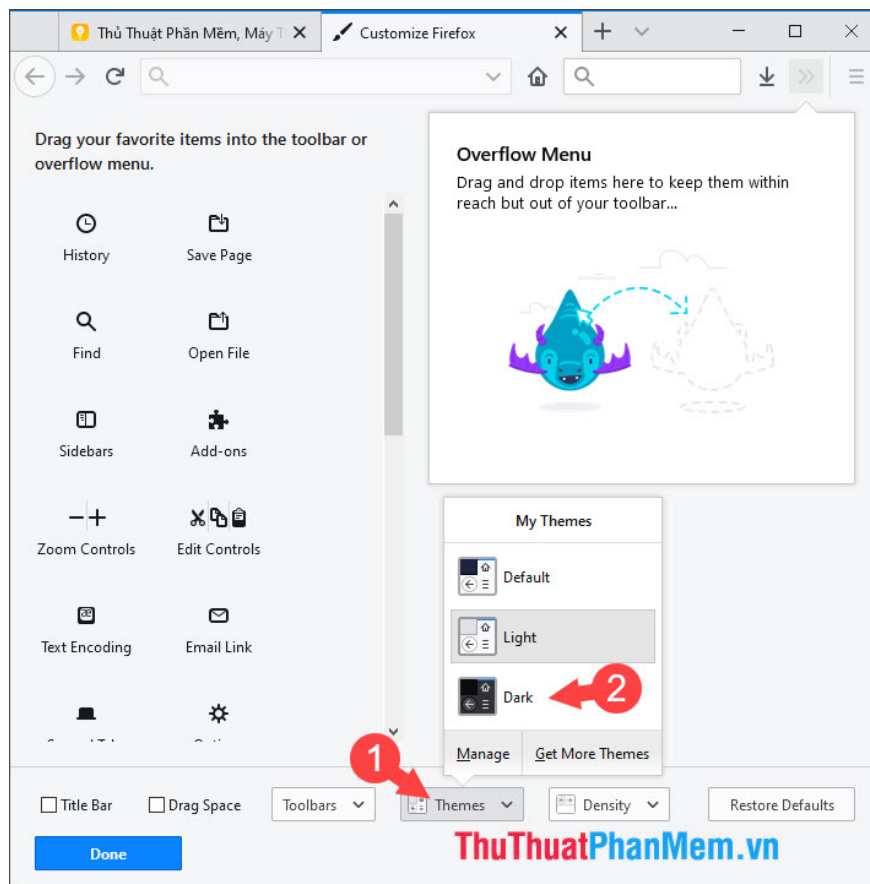 Thủ Thuật Phần Mềm, Máy T
Customize Firefox
Drag your favorite items into the toolbar or
overflow menu.
History
Save Page
Find
Open File
Sidebars
Add-ons
Zoom Controls
Edit Controls
Text Encoding
Email Link
Overflow Menu
Drag and drop items here to keep them within
reach but out of your toolbar...
My Themes
Default
Light
Dark
2
Manage
Get More Themes
1
Title Bar
Drag Space
Toolbars
Themes
Density
Restore Defaults
Done
ThuThuatPhanMem.vn